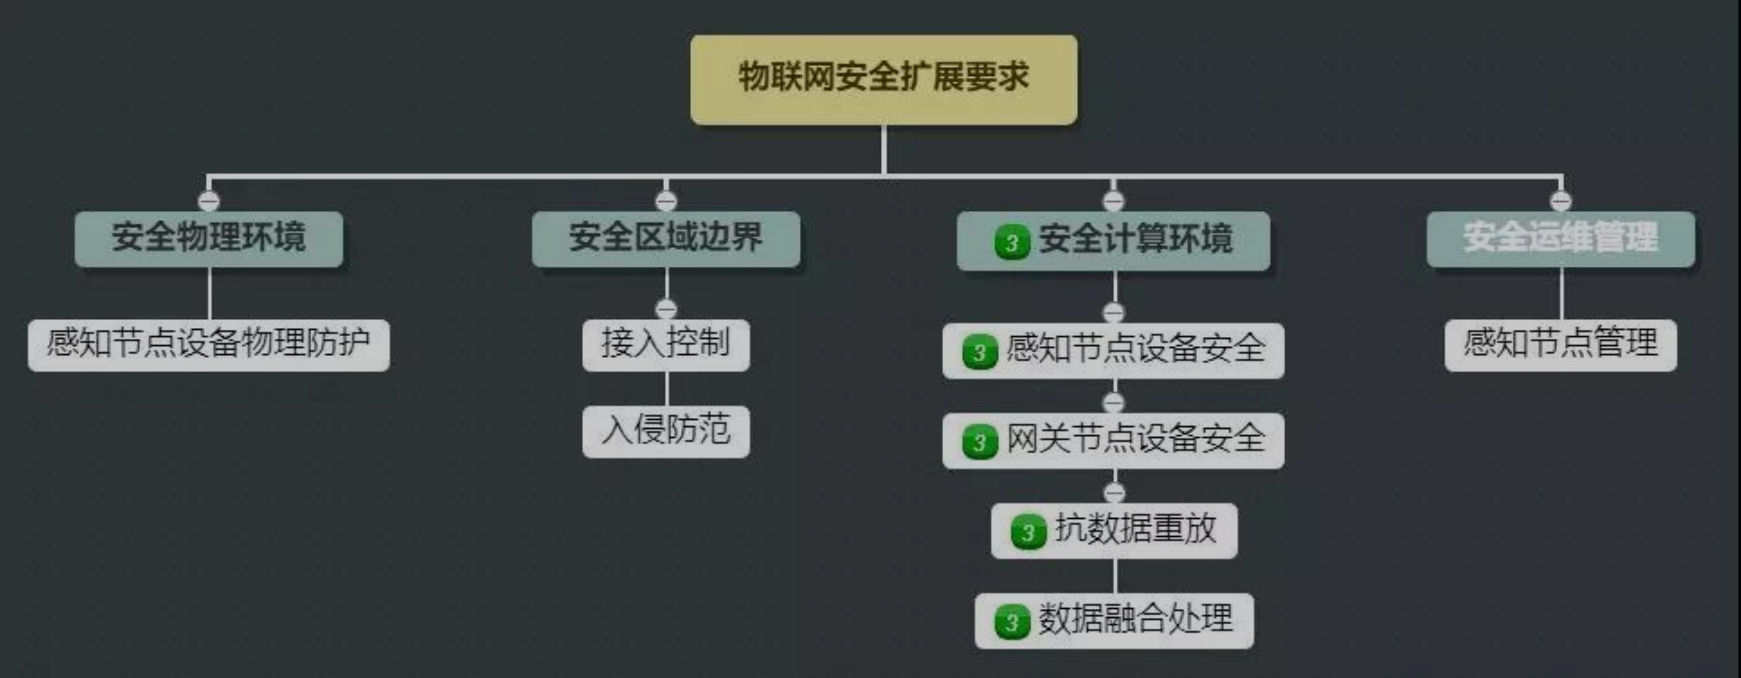 物联网安全扩展要求
安全物理环境
安全区域边界
3 安全计算环境
安全运维管理
感知节点设备物理防护
接入控制
3 感知节点设备安全
感知节点管理
入侵防范
3 网关节点设备安全
3 抗数据重放
3 数据融合处理